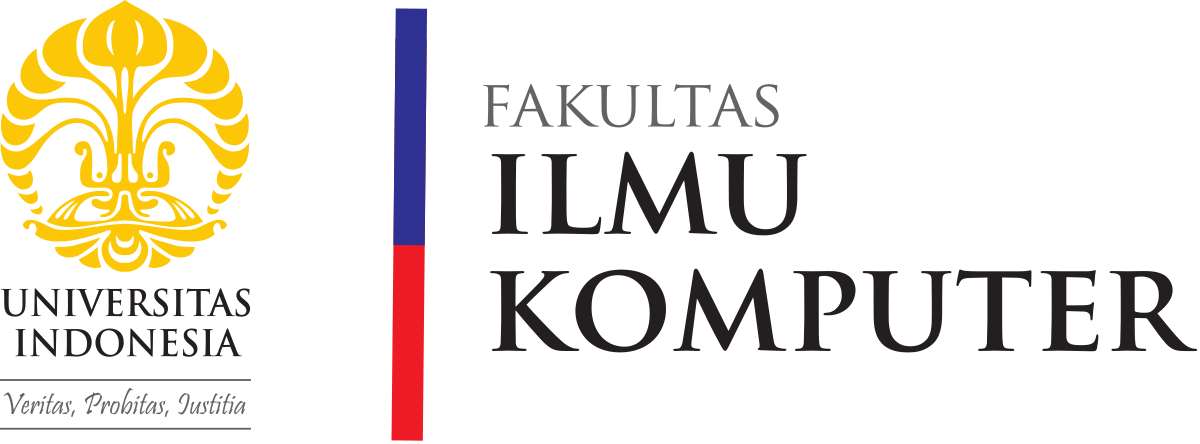 UNIVERSITAS
INDONESIA
Veritas, Probitas, Iustitia
FAKULTAS
ILMU
KOMPUTER